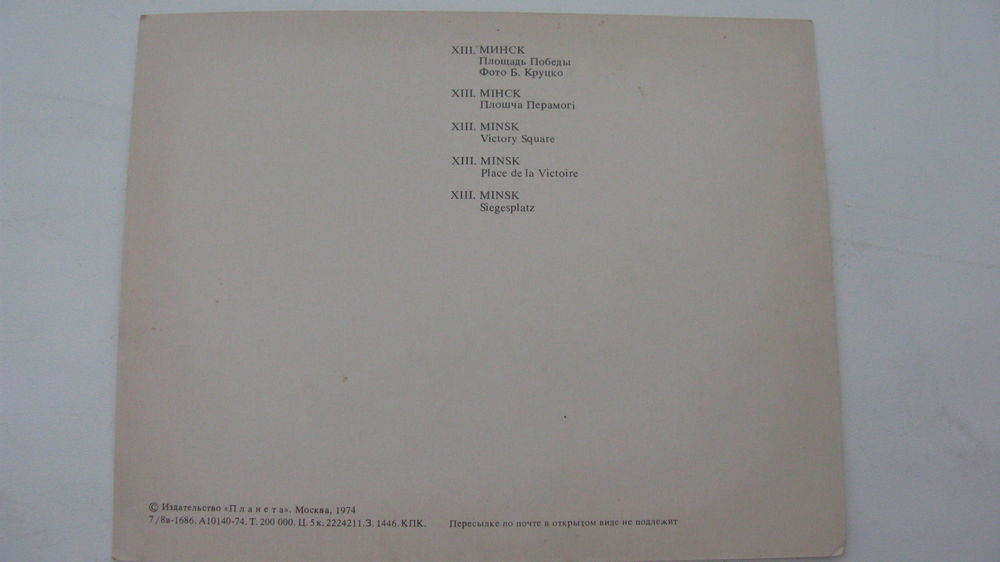 XIII. МИНСК
Площадь Победы
Фото Б. Круцко
XIII. МІНСК
Плошча Перамогі
XIII. MINSK
Victory Square
XIII. MINSK
Place de la Victoire
XIII. MINSK
Siegesplatz
© Издательство «Планета». Москва, 1974
7/8в-1686. А10140-74. Т. 200 000. Ц. 5 к. 2224211. З. 1446. КПК. Пересылке по почте в открытом виде не подлежит